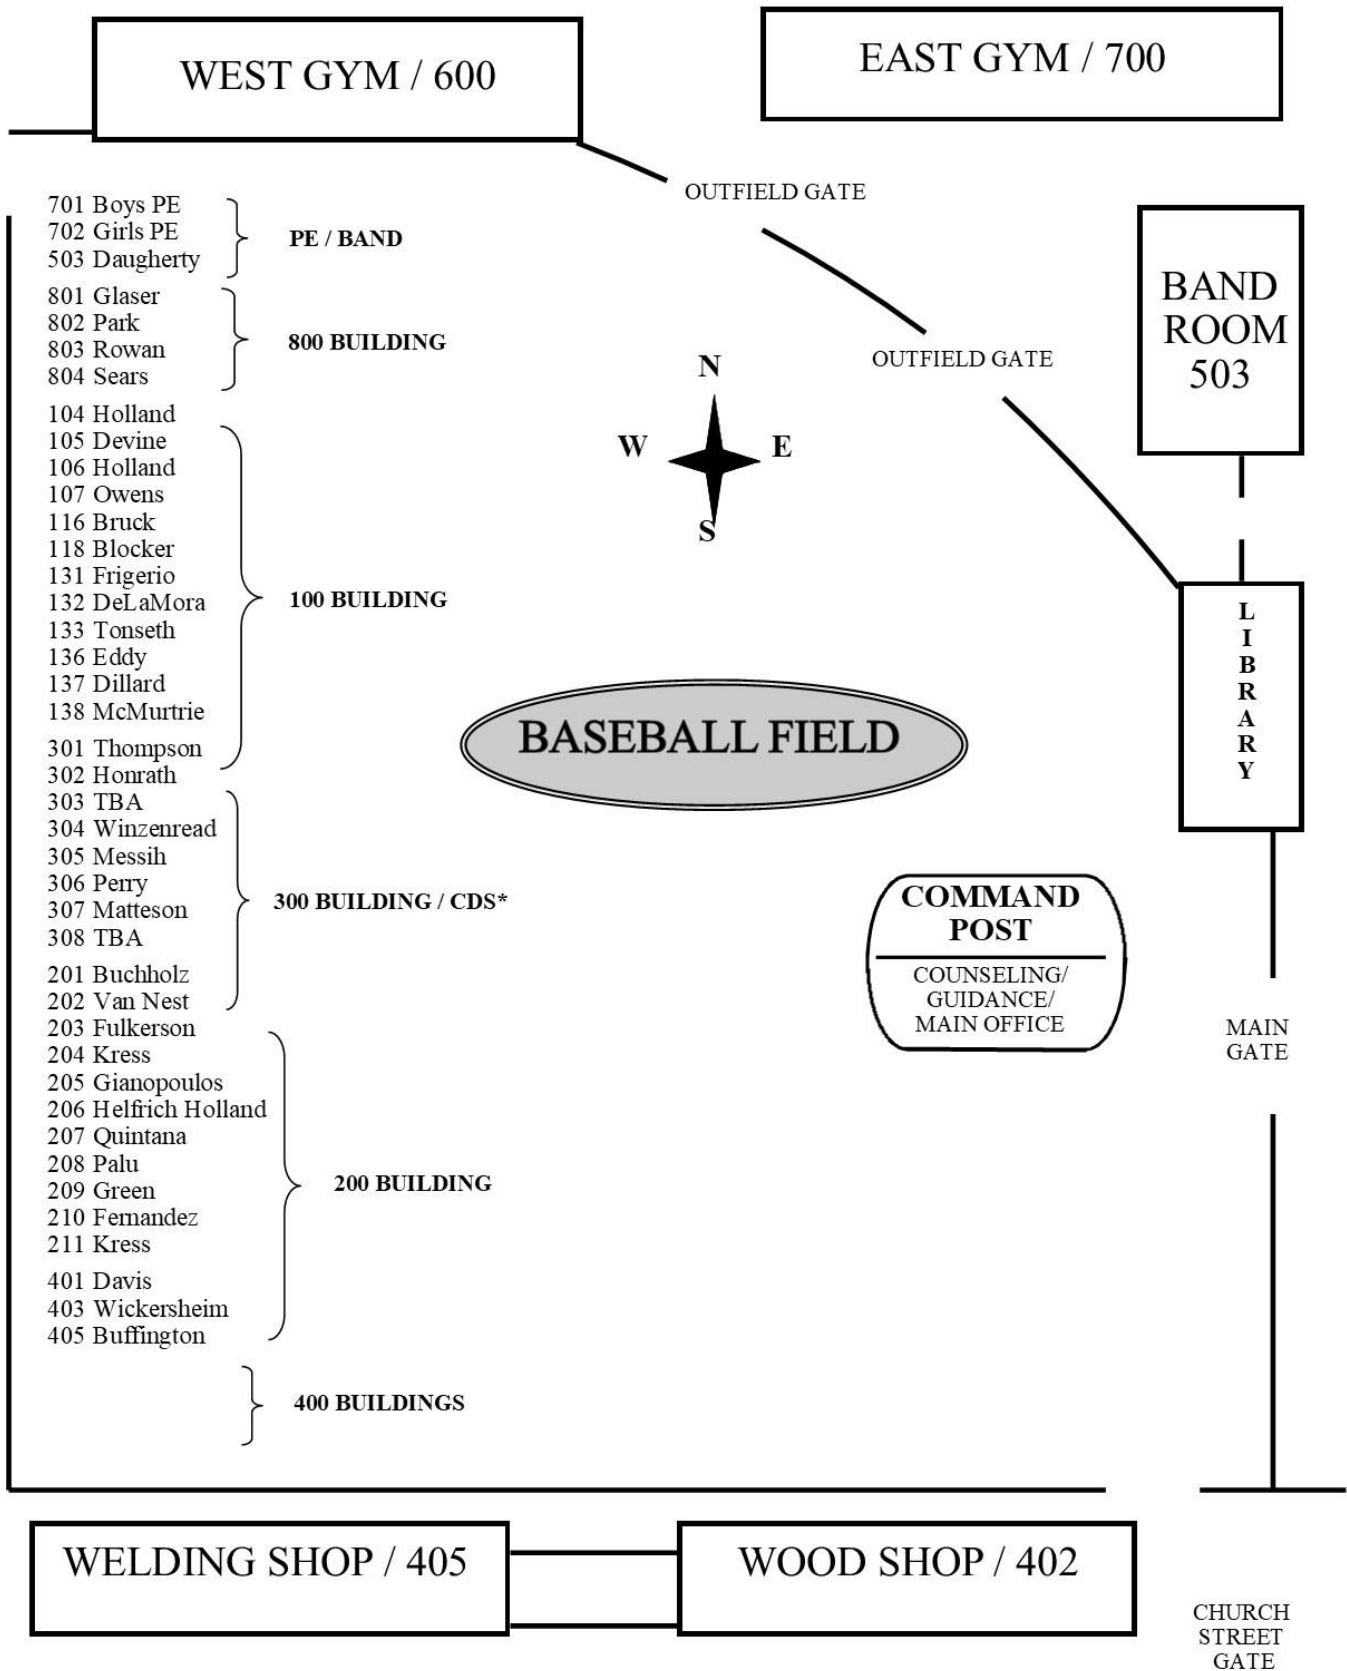 WEST GYM / 600
EAST GYM / 700
OUTFIELD GATE
701 Boys PE
702 Girls PE
503 Daugherty
PE / BAND
BAND
ROOM
503
801 Glaser
802 Park
803 Rowan
804 Sears
800 BUILDING
OUTFIELD GATE
N
W E
S
104 Holland
105 Devine
106 Holland
107 Owens
116 Bruck
118 Blocker
131 Frigerio
132 DeLaMora
133 Tonseth
136 Eddy
137 Dillard
138 McMurtrie
100 BUILDING
L
I
B
R
A
R
Y
BASEBALL FIELD
301 Thompson
302 Honrath
303 TBA
304 Winzenread
305 Messih
306 Perry
307 Matteson
308 TBA
300 BUILDING / CDS*
COMMAND
POST
COUNSELING/
GUIDANCE/
MAIN OFFICE
MAIN
GATE
201 Buchholz
202 Van Nest
203 Fulkerson
204 Kress
205 Gianopoulos
206 Helfrich Holland
207 Quintana
208 Palu
209 Green
210 Fernandez
211 Kress
200 BUILDING
401 Davis
403 Wickersheim
405 Buffington
400 BUILDINGS
WELDING SHOP / 405
WOOD SHOP / 402
CHURCH
STREET
GATE